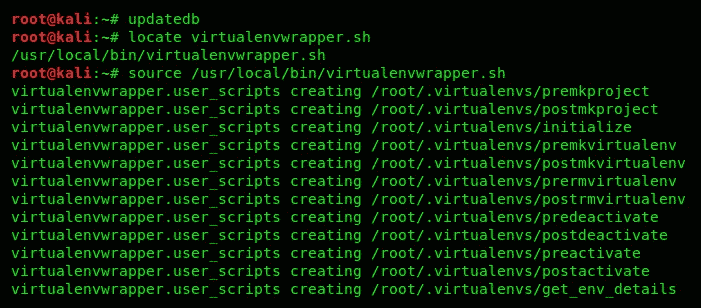 root@kali:~# updatedb
root@kali:~# locate virtualenvwrapper.sh
/usr/local/bin/virtualenvwrapper.sh
root@kali:~# source /usr/local/bin/virtualenvwrapper.sh
virtualenvwrapper.user_scripts creating /root/.virtualenvs/premkproject
virtualenvwrapper.user_scripts creating /root/.virtualenvs/postmkproject
virtualenvwrapper.user_scripts creating /root/.virtualenvs/initialize
virtualenvwrapper.user_scripts creating /root/.virtualenvs/premkvirtualenv
virtualenvwrapper.user_scripts creating /root/.virtualenvs/postmkvirtualenv
virtualenvwrapper.user_scripts creating /root/.virtualenvs/prermvirtualenv
virtualenvwrapper.user_scripts creating /root/.virtualenvs/postrmvirtualenv
virtualenvwrapper.user_scripts creating /root/.virtualenvs/predeactivate
virtualenvwrapper.user_scripts creating /root/.virtualenvs/postdeactivate
virtualenvwrapper.user_scripts creating /root/.virtualenvs/preactivate
virtualenvwrapper.user_scripts creating /root/.virtualenvs/postactivate
virtualenvwrapper.user_scripts creating /root/.virtualenvs/get_env_details